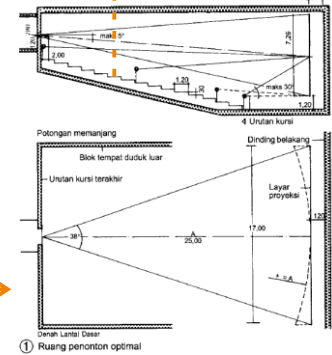 maks 5°
7,26
2,00
1,20
30
maks 30°
1,20
4 Urutan kursi
Potongan memanjang
Dinding belakang
Blok tempat duduk luar
Urutan kursi terakhir
Layar
proyeksi
120
38°
A
25,00
17,00
= A
Denah Lantai Dasar
① Ruang penonton optimal